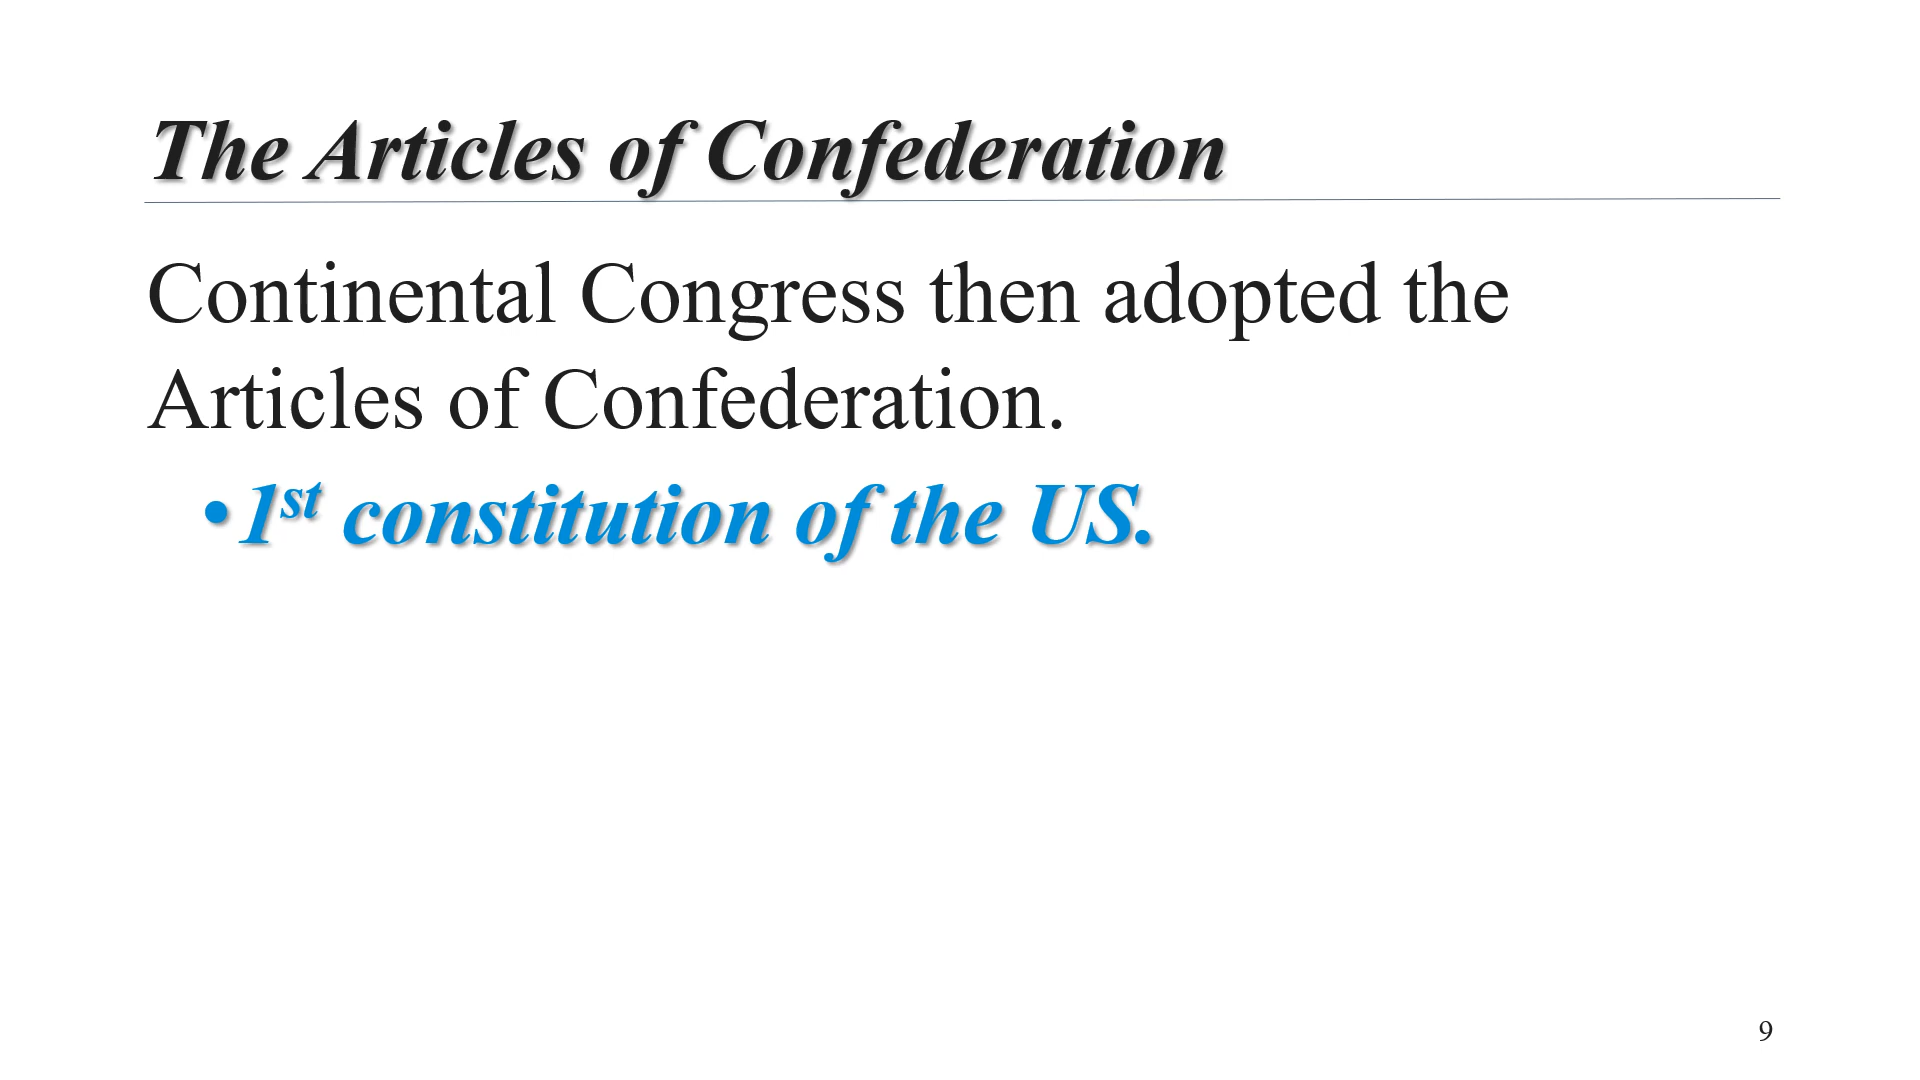 The Articles of Confederation
Continental Congress then adopted the
Articles of Confederation.
• 1st constitution of the US.
9